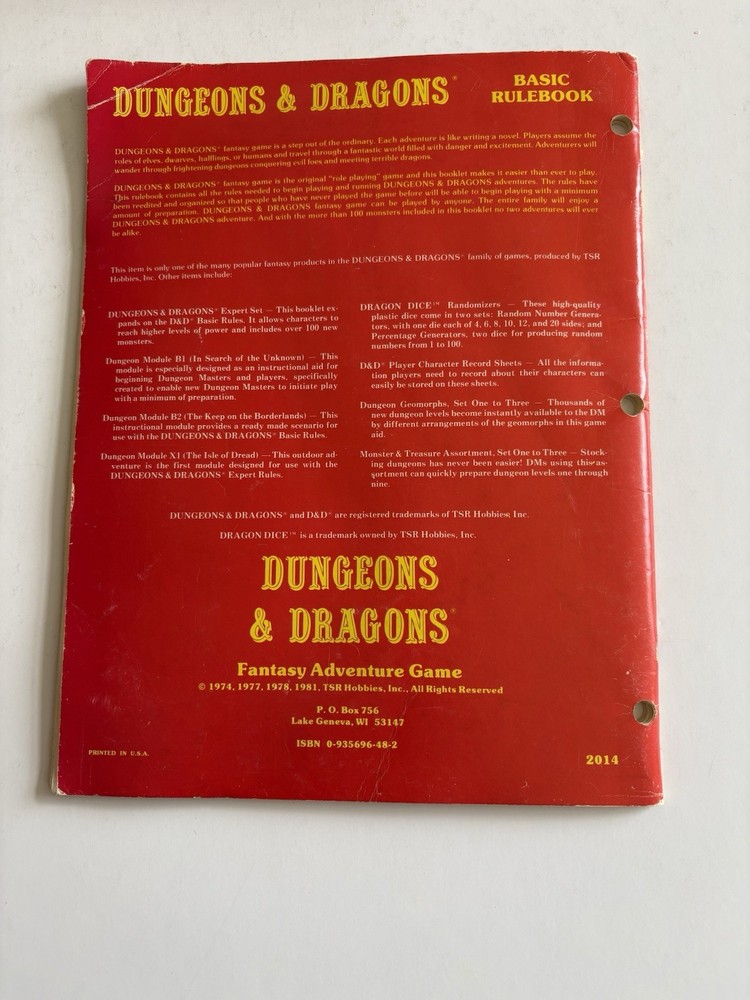 DUNGEONS & DRAGONS®
BASIC
RULEBOOK
DUNGEONS & DRAGONS® fantasy game is a step out of the ordinary. Each adventure is like writing a novel. Players assume the
roles of elves, dwarves, halflings, or humans and travel through a fantastic world filled with danger and excitement. Adventurers will
wander through frightening dungeons conquering evil foes and meeting terrible dragons.
DUNGEONS & DRAGONS® fantasy game is the original "role playing" game and this booklet makes it easier than ever to play.
This rulebook contains all the rules needed to begin playing and running DUNGEONS & DRAGONS adventures. The rules have
been reedited and organized so that people who have never played the game before will be able to begin playing with a minimum
amount of preparation. DUNGEONS & DRAGONS fantasy game can be played by anyone. The entire family will enjoy a
DUNGEONS & DRAGONS adventure. And with the more than 100 monsters included in this booklet no two adventures will ever
be alike.
This item is only one of the many popular fantasy products in the DUNGEONS & DRAGONS® family of games, produced by TSR
Hobbies, Inc. Other items include:
DUNGEONS & DRAGONS® Expert Set — This booklet ex-
pands on the D&D® Basic Rules. It allows characters to
reach higher levels of power and includes over 100 new
monsters.
Dungeon Module B1 (In Search of the Unknown) — This
module is especially designed as an instructional aid for
beginning Dungeon Masters and players, specifically
created to enable new Dungeon Masters to initiate play
with a minimum of preparation.
Dungeon Module B2 (The Keep on the Borderlands) — This
instructional module provides a ready made scenario for
use with the DUNGEONS & DRAGONS® Basic Rules.
Dungeon Module X1 (The Isle of Dread) — This outdoor ad-
venture is the first module designed for use with the
DUNGEONS & DRAGONS® Expert Rules.
DRAGON DICE™ Randomizers — These high-quality
plastic dice come in two sets: Random Number Genera-
tors, with one die each of 4, 6, 8, 10, 12, and 20 sides; and
Percentage Generators, two dice for producing random
numbers from 1 to 100.
D&D® Player Character Record Sheets — All the informa-
tion players need to record about their characters can
easily be stored on these sheets.
Dungeon Geomorphs, Set One to Three — Thousands of
new dungeon levels become instantly available to the DM
by different arrangements of the geomorphs in this game
aid.
Monster & Treasure Assortment, Set One to Three — Stock-
ing dungeons has never been easier! DMs using this as-
sortment can quickly prepare dungeon levels one through
nine.
DUNGEONS & DRAGONS® and D&D® are registered trademarks of TSR Hobbies, Inc.
DRAGON DICE™ is a trademark owned by TSR Hobbies, Inc.
DUNGEONS
& DRAGONS®
Fantasy Adventure Game
© 1974, 1977, 1978, 1981, TSR Hobbies, Inc., All Rights Reserved
P. O. Box 756
Lake Geneva, WI 53147
ISBN 0-935696-48-2
PRINTED IN U.S.A.
2014